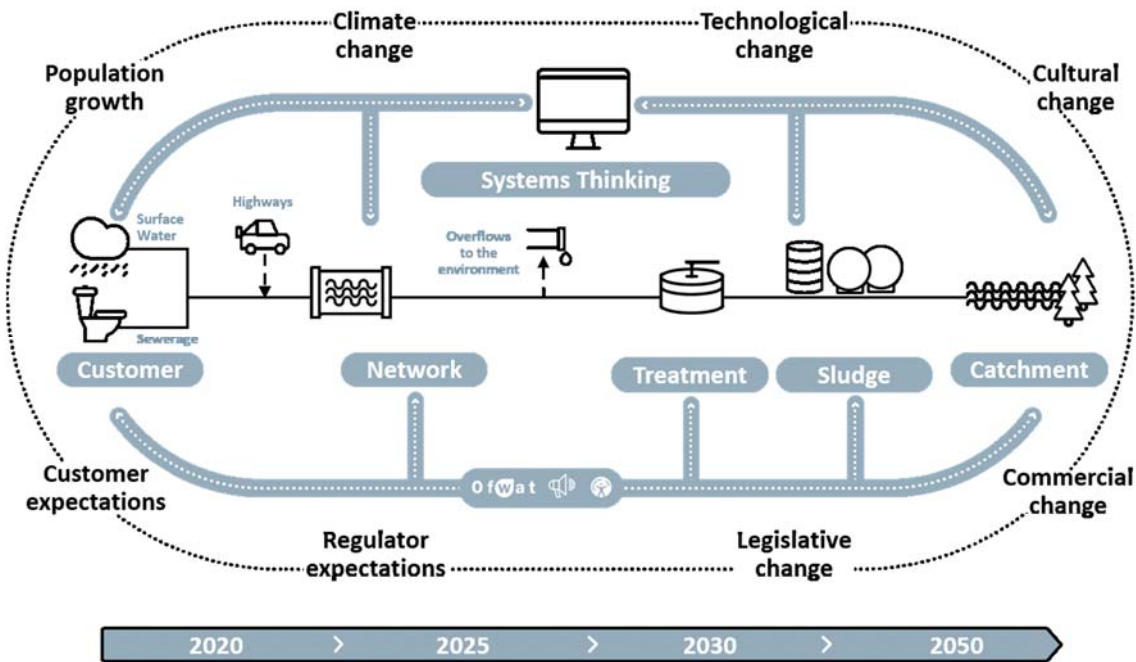 Climate
change
Technological
change
Population
growth
Cultural
change
Systems Thinking
Surface
Water
Highways
Overflows
to the
environment
Sewerage
Customer
Network
Treatment
Sludge
Catchment
Customer
expectations
Ofwat
Commercial
change
Regulator
expectations
Legislative
change
2020 > 2025 > 2030 > 2050